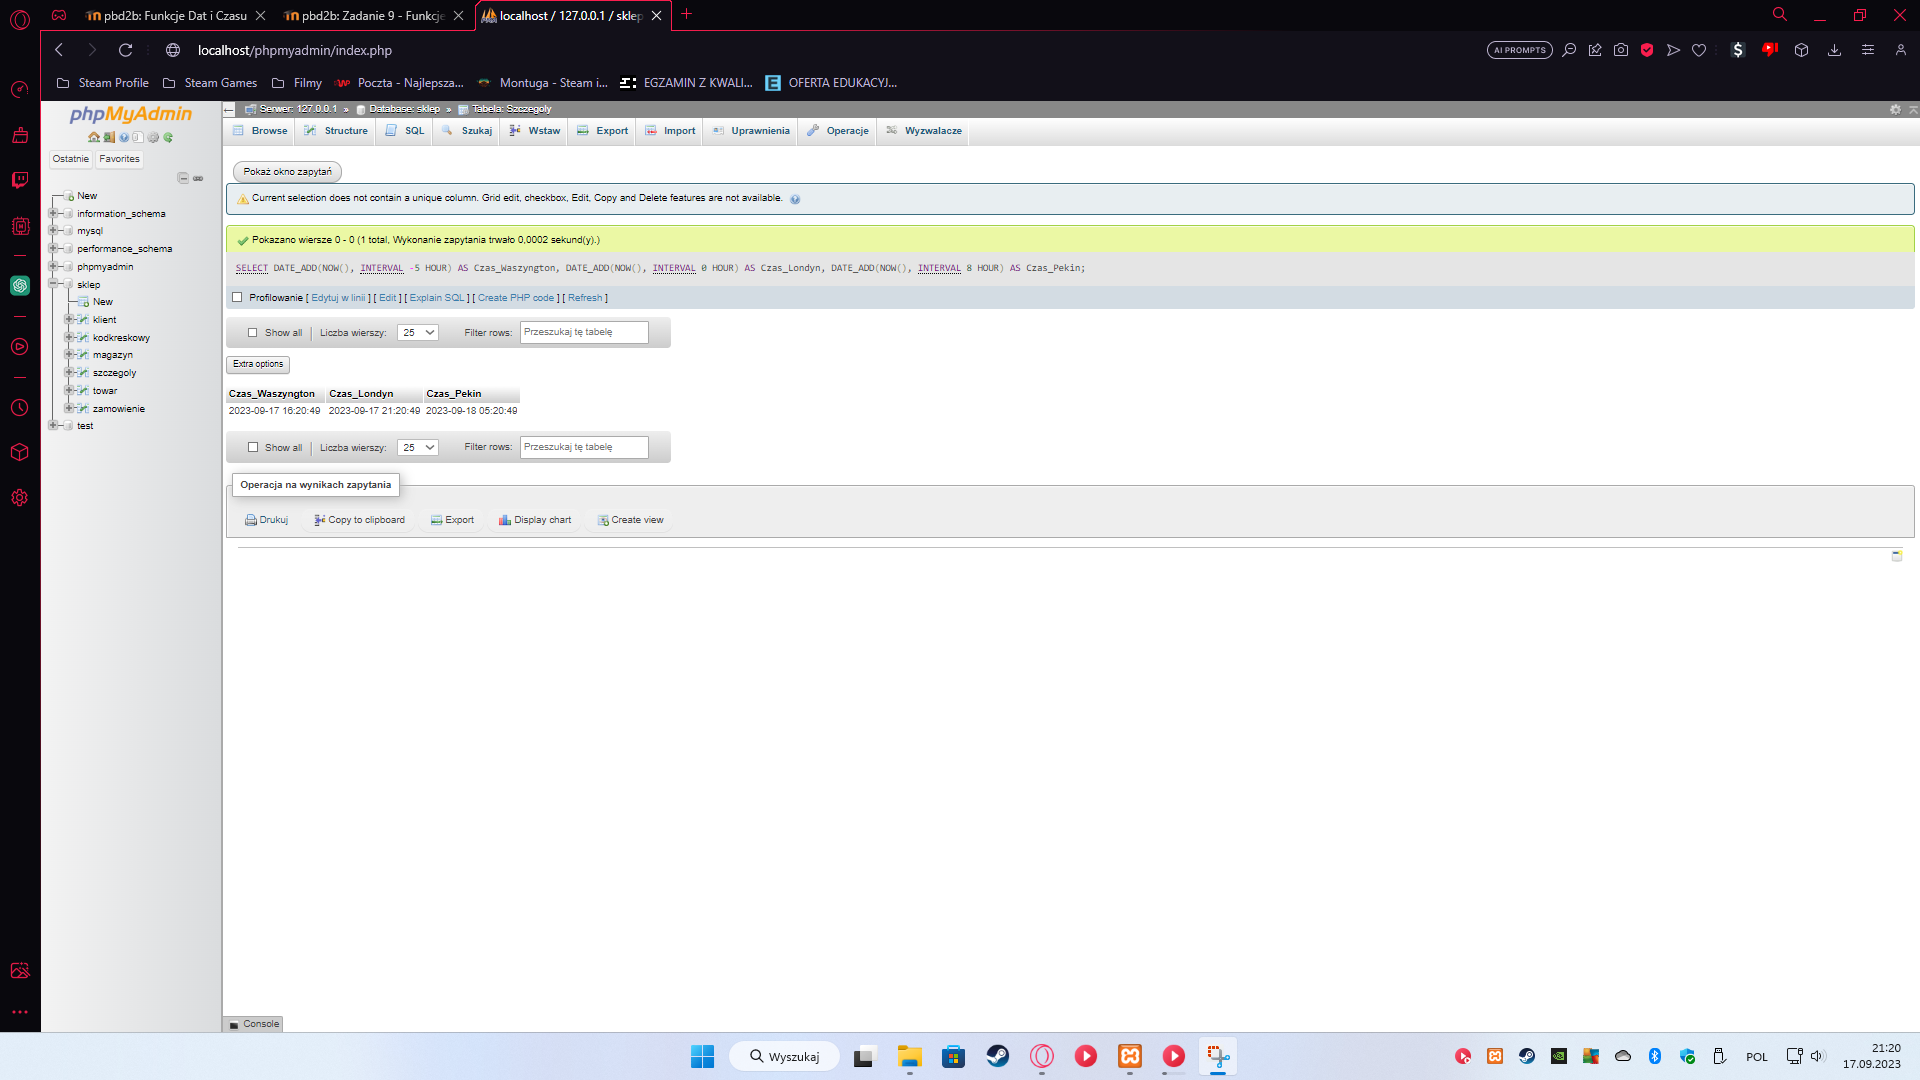 pbd2b: Funkcje Dat i Czasu
pbd2b: Zadanie 9 - Funkcje
localhost / 127.0.0.1 / sklep
localhost/phpmyadmin/index.php
AI PROMPTS
Steam Profile
Steam Games
Filmy
Poczta - Najlepsza...
Montuga - Steam i...
EGZAMIN Z KWALI...
OFERTA EDUKACYJ...
phpMyAdmin
Ostatnie
Favorites
New
information_schema
mysql
performance_schema
phpmyadmin
sklep
New
klient
kodkreskowy
magazyn
szczegoly
towar
zamowienie
test
Serwer: 127.0.0.1 » Database: sklep » Tabela: Szczegoly
Browse
Structure
SQL
Szukaj
Wstaw
Export
Import
Uprawnienia
Operacje
Wyzwalacze
Pokaż okno zapytań
Current selection does not contain a unique column. Grid edit, checkbox, Edit, Copy and Delete features are not available.
Pokazano wiersze 0 - 0 (1 total, Wykonanie zapytania trwało 0,0002 sekund(y).)
SELECT DATE_ADD(NOW(), INTERVAL -5 HOUR) AS Czas_Waszyngton, DATE_ADD(NOW(), INTERVAL 0 HOUR) AS Czas_Londyn, DATE_ADD(NOW(), INTERVAL 8 HOUR) AS Czas_Pekin;
Profilowanie [ Edytuj w linii ] [ Edit ] [ Explain SQL ] [ Create PHP code ] [ Refresh ]
Show all
Liczba wierszy:
25
Filter rows:
Przeszukaj tę tabelę
Extra options
Czas_Waszyngton Czas_Londyn Czas_Pekin
2023-09-17 16:20:49 2023-09-17 21:20:49 2023-09-18 05:20:49
Show all
Liczba wierszy:
25
Filter rows:
Przeszukaj tę tabelę
Operacja na wynikach zapytania
Drukuj
Copy to clipboard
Export
Display chart
Create view
Console
Wyszukaj
POL
21:20
17.09.2023